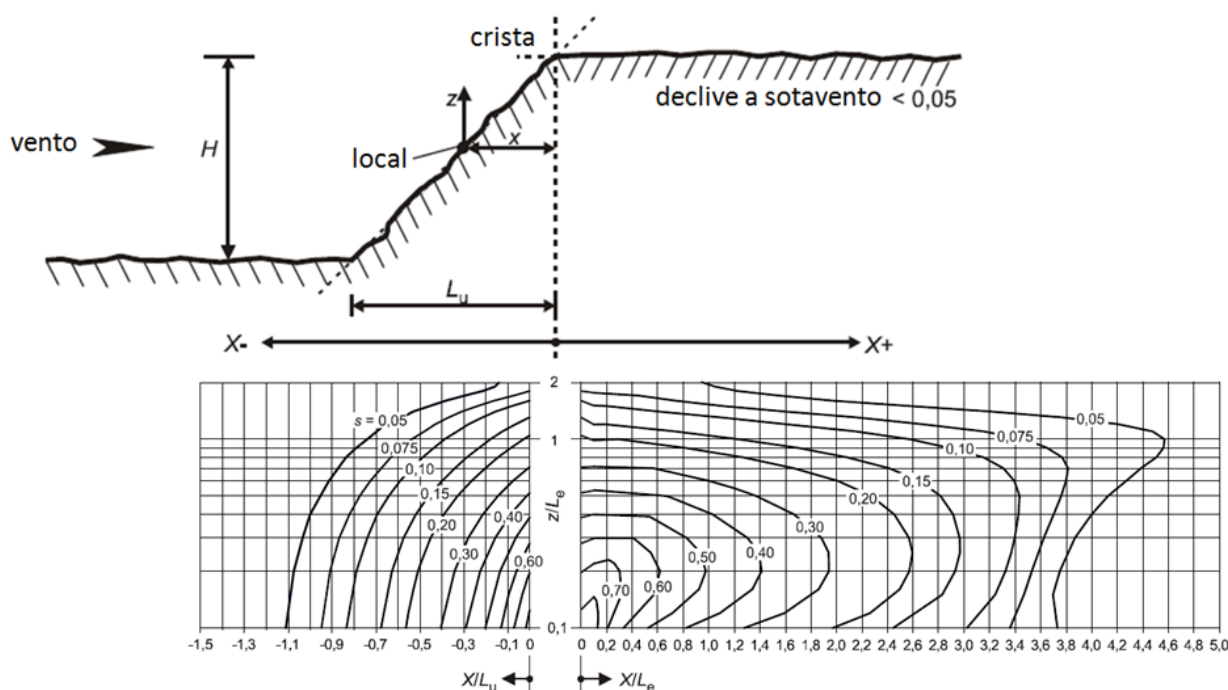 crista
z
declive a sotavento < 0,05
vento
H
x
local
L_u
X-
X+
2
s = 0,05
0,05
0,075
0,075
1
0,10
0,10
0,15
0,15
0,20
0,20
z/L_e
0,40
0,30
0,30
0,50
0,40
0,60
0,70
0,60
0,1
-1,5 -1,3 -1,1 -0,9 -0,7 -0,5 -0,3 -0,1 0
0 0,2 0,4 0,6 0,8 1,0 1,2 1,4 1,6 1,8 2,0 2,2 2,4 2,6 2,8 3,0 3,2 3,4 3,6 3,8 4,0 4,2 4,4 4,6 4,8 5,0
X/L_u
X/L_e